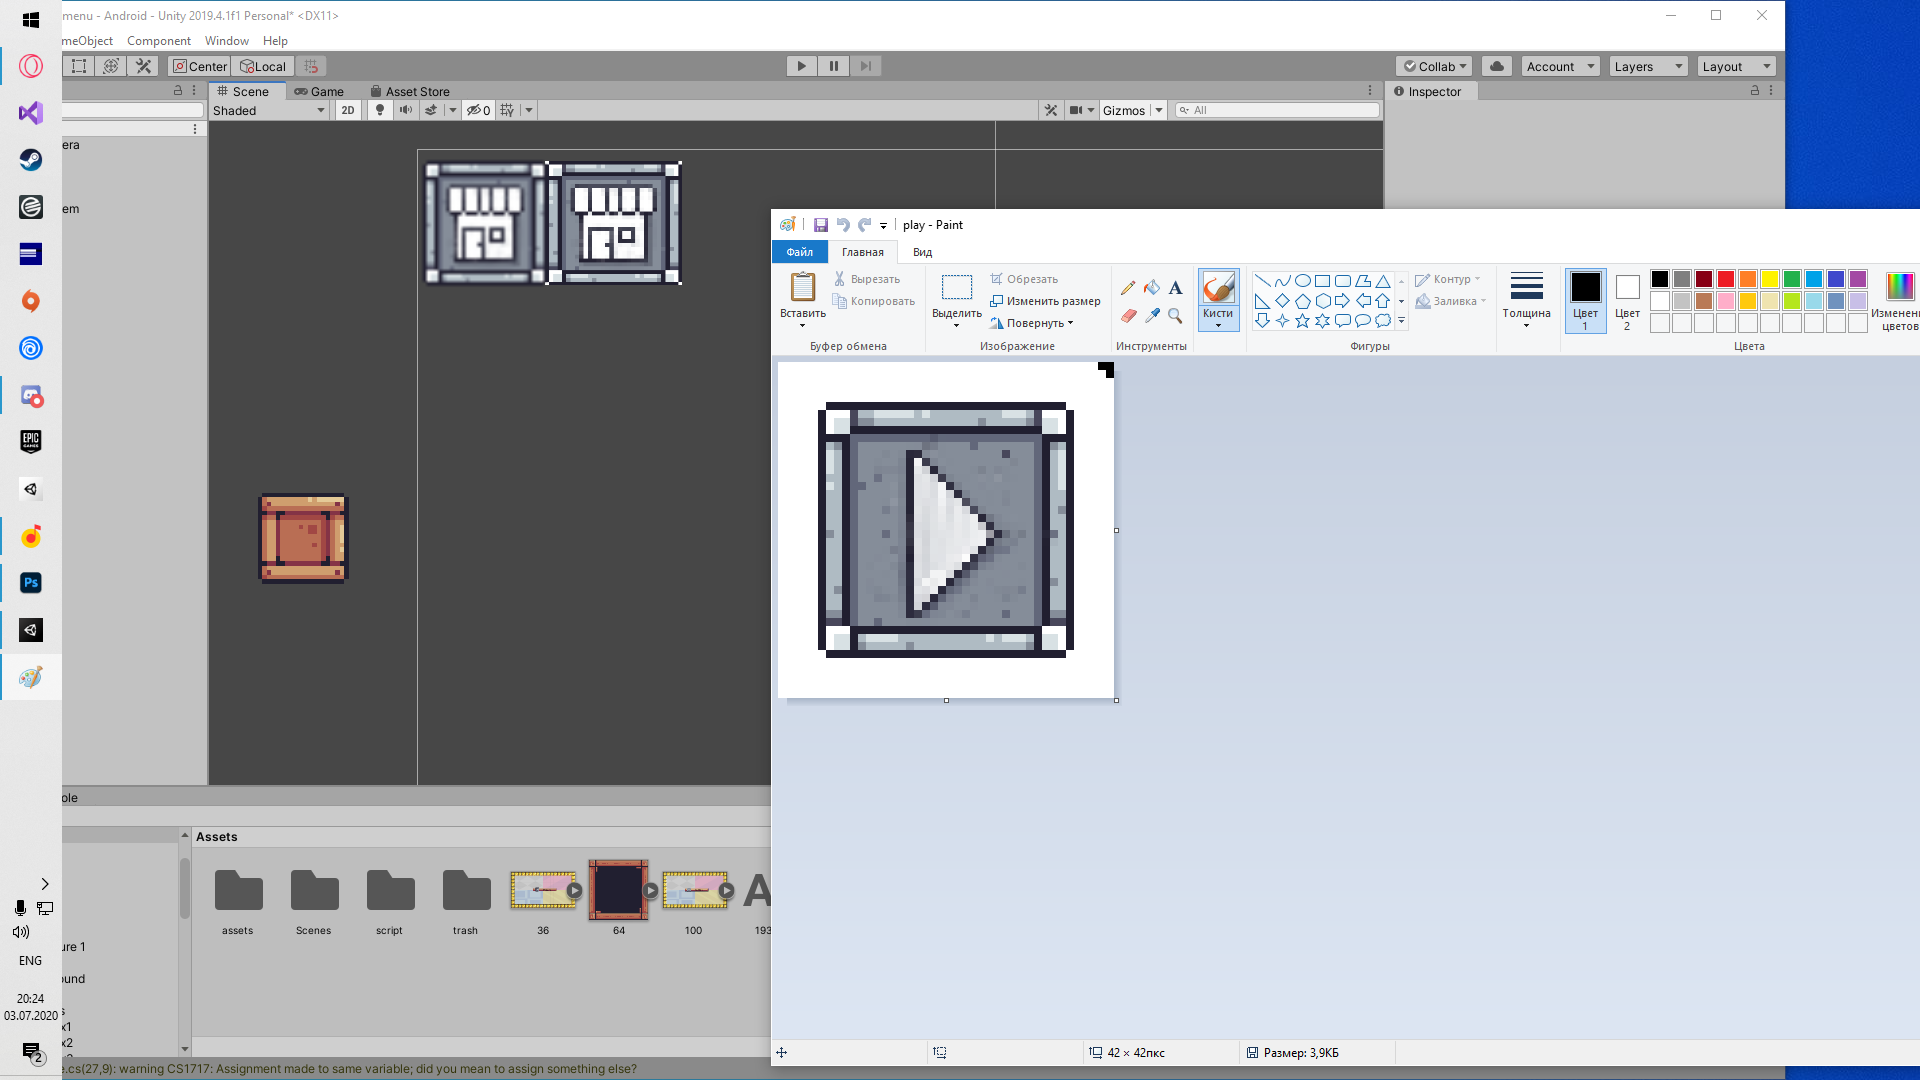 menu - Android - Unity 2019.4.1f1 Personal* <DX11>
meObject Component Window Help
Center Local
Collab Account Layers Layout
Scene Game Asset Store
Inspector
Shaded 2D 0 Gizmos All
era
em
play - Paint
Файл Главная Вид
Вставить
Вырезать
Копировать
Буфер обмена
Выделить
Обрезать
Изменить размер
Повернуть
Изображение
A
Инструменты
Кисти
Контур
Заливка
Фигуры
Толщина
Цвет 1
Цвет 2
Изменени
цветов
Цвета
EPIC GAMES
Ps
ole
Assets
assets Scenes script trash 36 64 100 193
ure 1
ound
s
x1
x2
ENG
20:24
03.07.2020
2
42 × 42пкс
Размер: 3,9КБ
e.cs(27,9): warning CS1717: Assignment made to same variable; did you mean to assign something else?